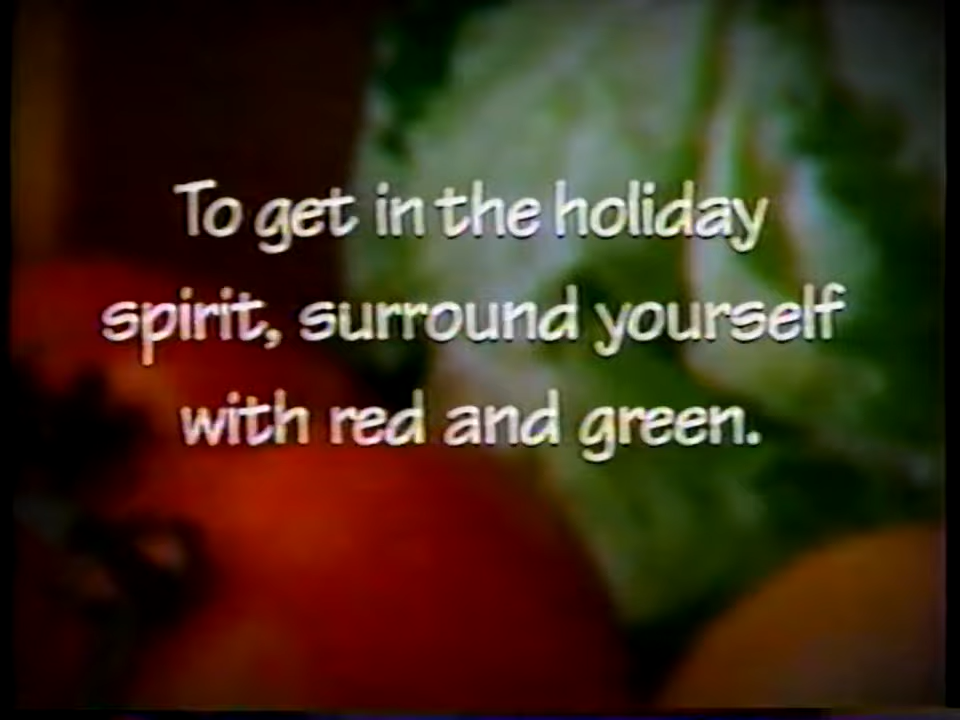 To get in the holiday
spirit, surround yourself
with red and green.